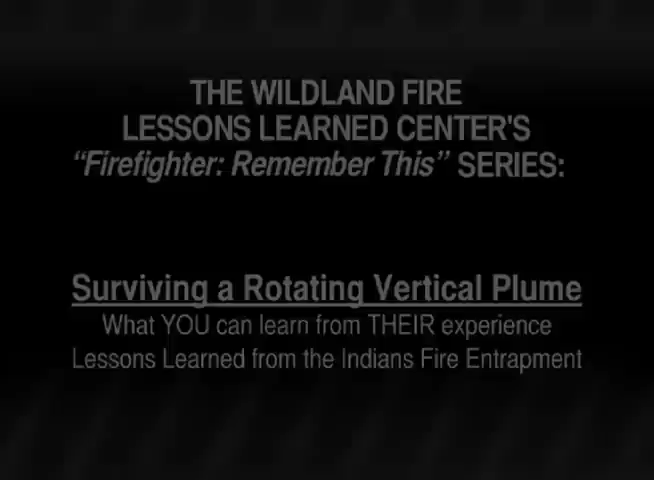 THE WILDLAND FIRE
LESSONS LEARNED CENTER'S
“Firefighter: Remember This” SERIES:
Surviving a Rotating Vertical Plume
What YOU can learn from THEIR experience
Lessons Learned from the Indians Fire Entrapment